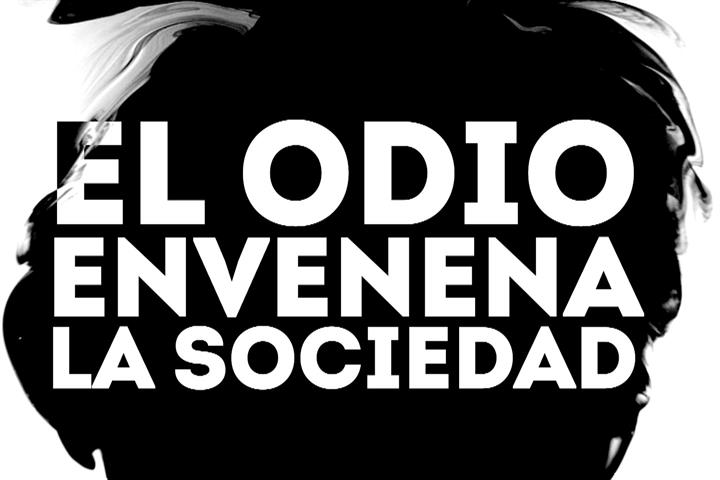 EL ODIO
ENVENENA
LA SOCIEDAD